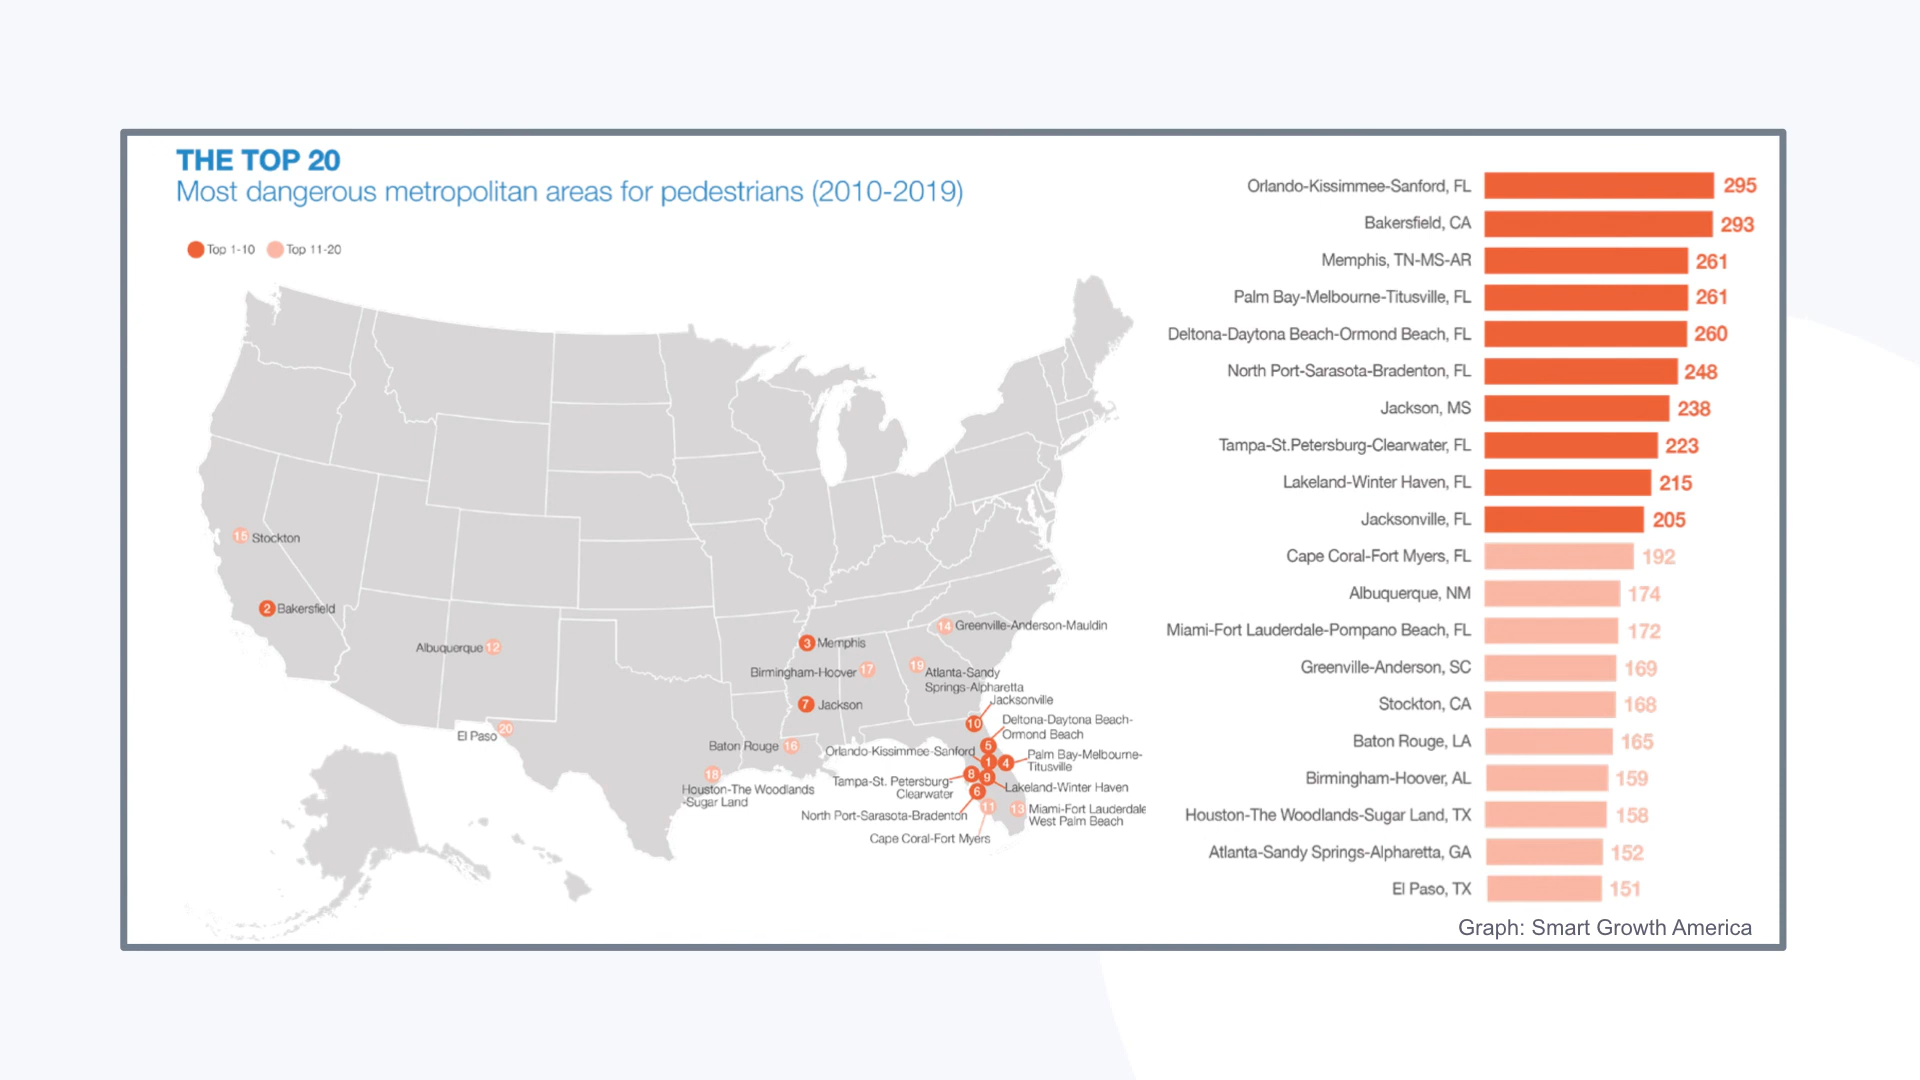 THE TOP 20
Most dangerous metropolitan areas for pedestrians (2010-2019)
Top 1-10 Top 11-20
15 Stockton
2 Bakersfield
Albuquerque 12
El Paso 20
3 Memphis
Birmingham-Hoover 17
7 Jackson
Baton Rouge 16
18
Houston-The Woodlands
-Sugar Land
14 Greenville-Anderson-Mauldin
19
Atlanta-Sandy
Springs-Alpharetta
Jacksonville
10
Deltona-Daytona Beach-
Ormond Beach
5
Orlando-Kissimmee-Sanford
1
4
Palm Bay-Melbourne-
Titusville
Tampa-St. Petersburg-
Clearwater
8
9
Lakeland-Winter Haven
6
North Port-Sarasota-Bradenton
11
Cape Coral-Fort Myers
13
Miami-Fort Lauderdale
West Palm Beach
Orlando-Kissimmee-Sanford, FL 295
Bakersfield, CA 293
Memphis, TN-MS-AR 261
Palm Bay-Melbourne-Titusville, FL 261
Deltona-Daytona Beach-Ormond Beach, FL 260
North Port-Sarasota-Bradenton, FL 248
Jackson, MS 238
Tampa-St.Petersburg-Clearwater, FL 223
Lakeland-Winter Haven, FL 215
Jacksonville, FL 205
Cape Coral-Fort Myers, FL 192
Albuquerque, NM 174
Miami-Fort Lauderdale-Pompano Beach, FL 172
Greenville-Anderson, SC 169
Stockton, CA 168
Baton Rouge, LA 165
Birmingham-Hoover, AL 159
Houston-The Woodlands-Sugar Land, TX 158
Atlanta-Sandy Springs-Alpharetta, GA 152
El Paso, TX 151
Graph: Smart Growth America